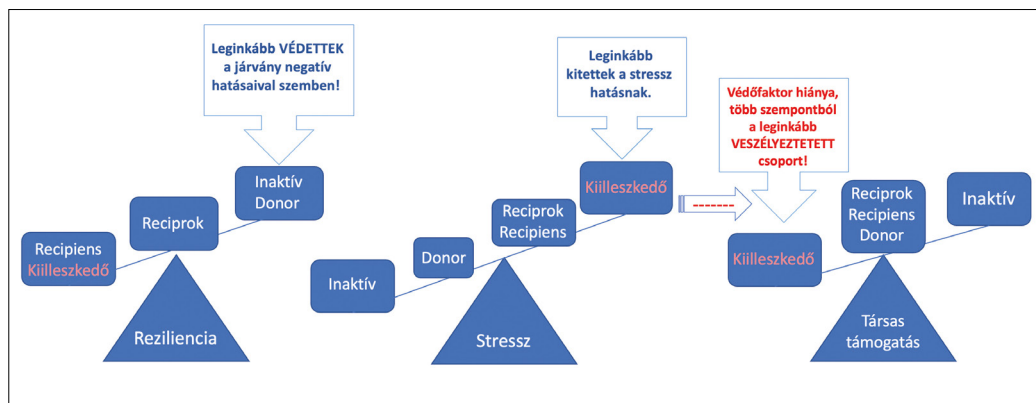 Leginkább VÉDETTEK
a járvány negatív
hatásaival szemben!
Inaktív
Donor
Reciprok
Recipiens
Kiilleszkedő
Reziliencia
Leginkább
kitettek a stressz
hatásnak.
Kiilleszkedő
Reciprok
Recipiens
Donor
Inaktív
Stressz
-------
Védőfaktor hiánya,
több szempontból
a leginkább
VESZÉLYEZTETETT
csoport!
Kiilleszkedő
Reciprok
Recipiens
Donor
Inaktív
Társas
támogatás